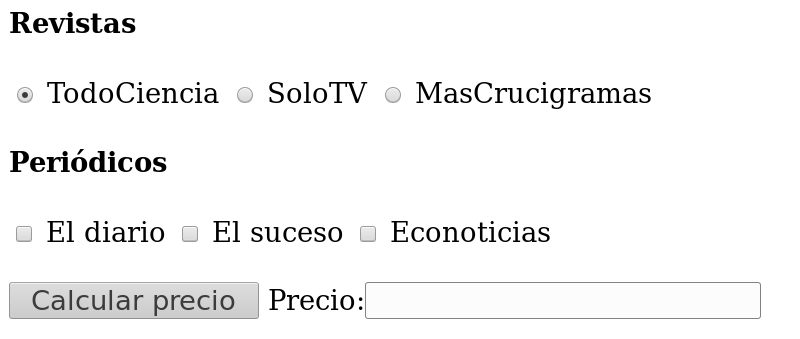 Revistas
TodoCiencia SoloTV MasCrucigramas
Periódicos
El diario El suceso Econoticias
Calcular precio Precio: